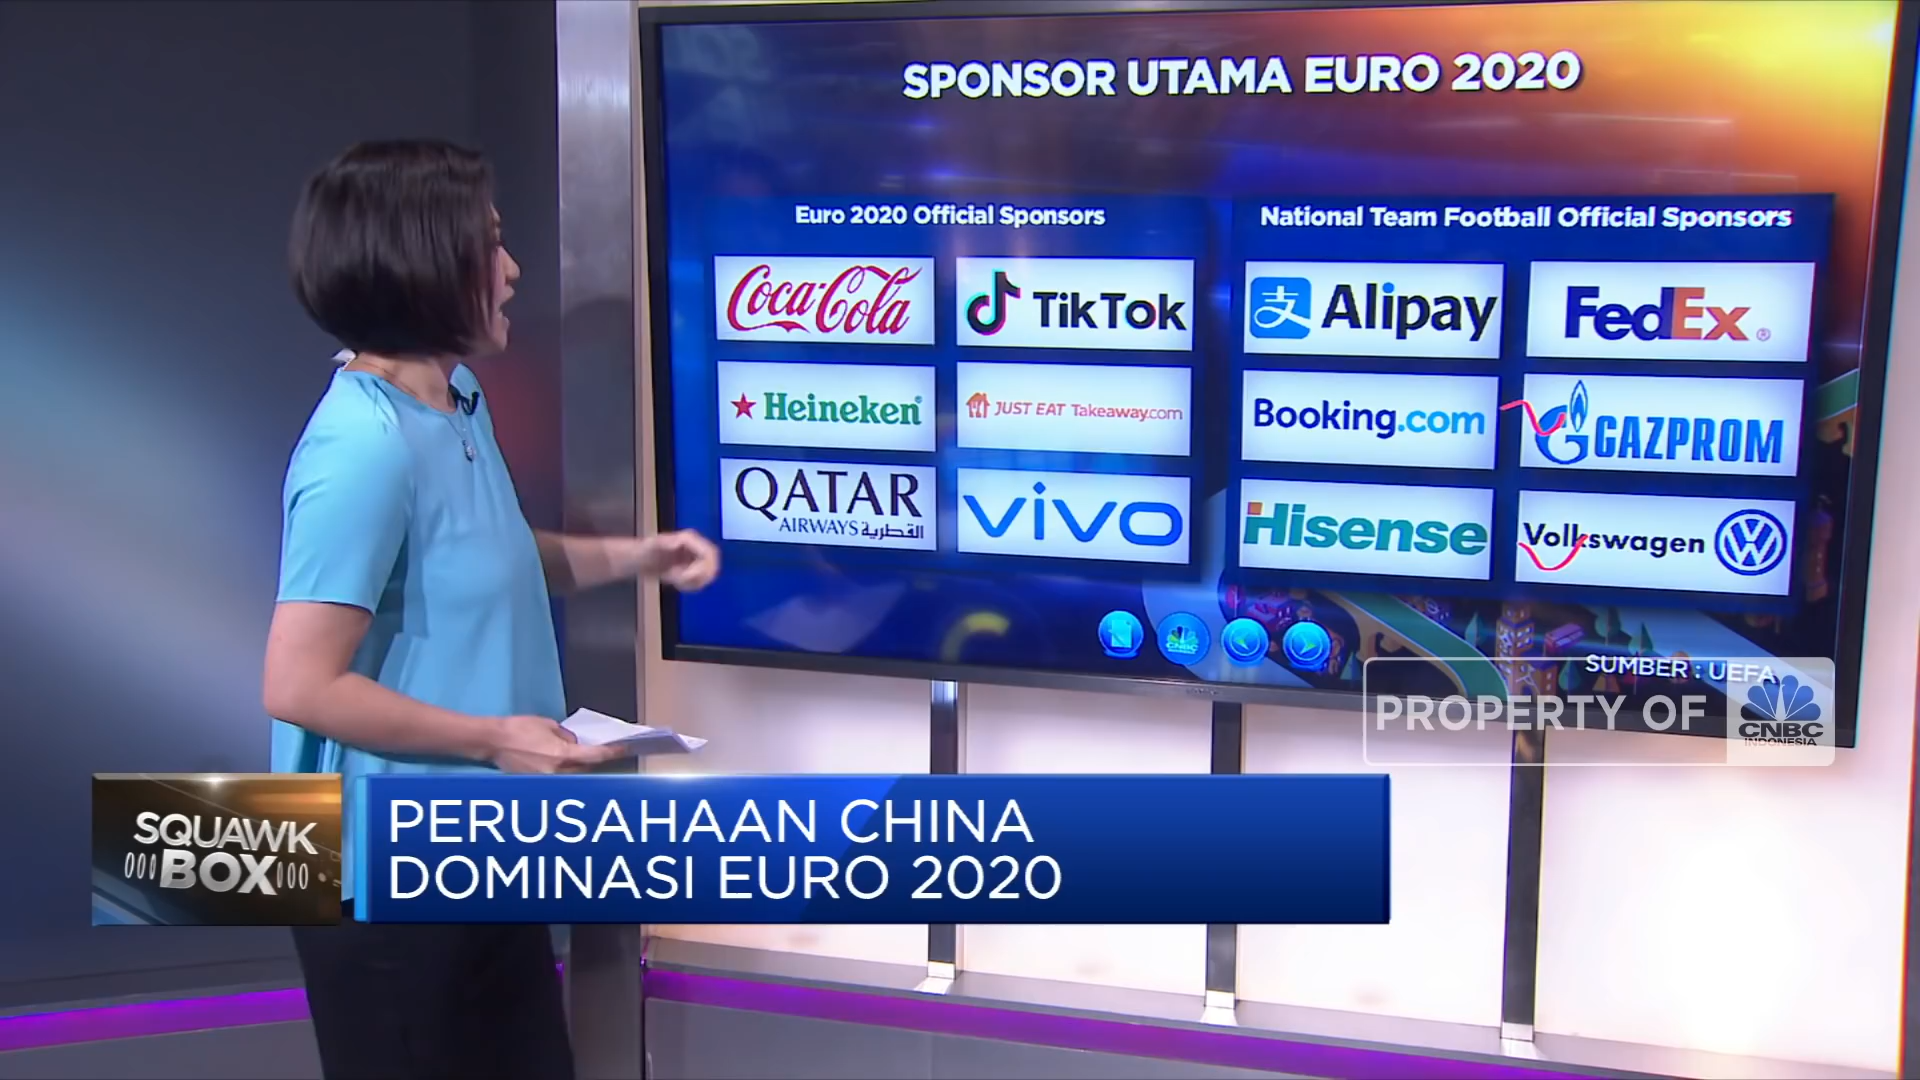 SPONSOR UTAMA EURO 2020
Euro 2020 Official Sponsors
Coca-Cola
TikTok
Heineken®
JUST EAT Takeaway.com
QATAR
AIRWAYS القطرية
vivo
National Team Football Official Sponsors
支 Alipay
FedEx®
Booking.com
GAZPROM
Hisense
Volkswagen
CNBC
SUMBER : UEFA
PROPERTY OF
CNBC
INDONESIA
SQUAWK
BOX
PERUSAHAAN CHINA
DOMINASI EURO 2020